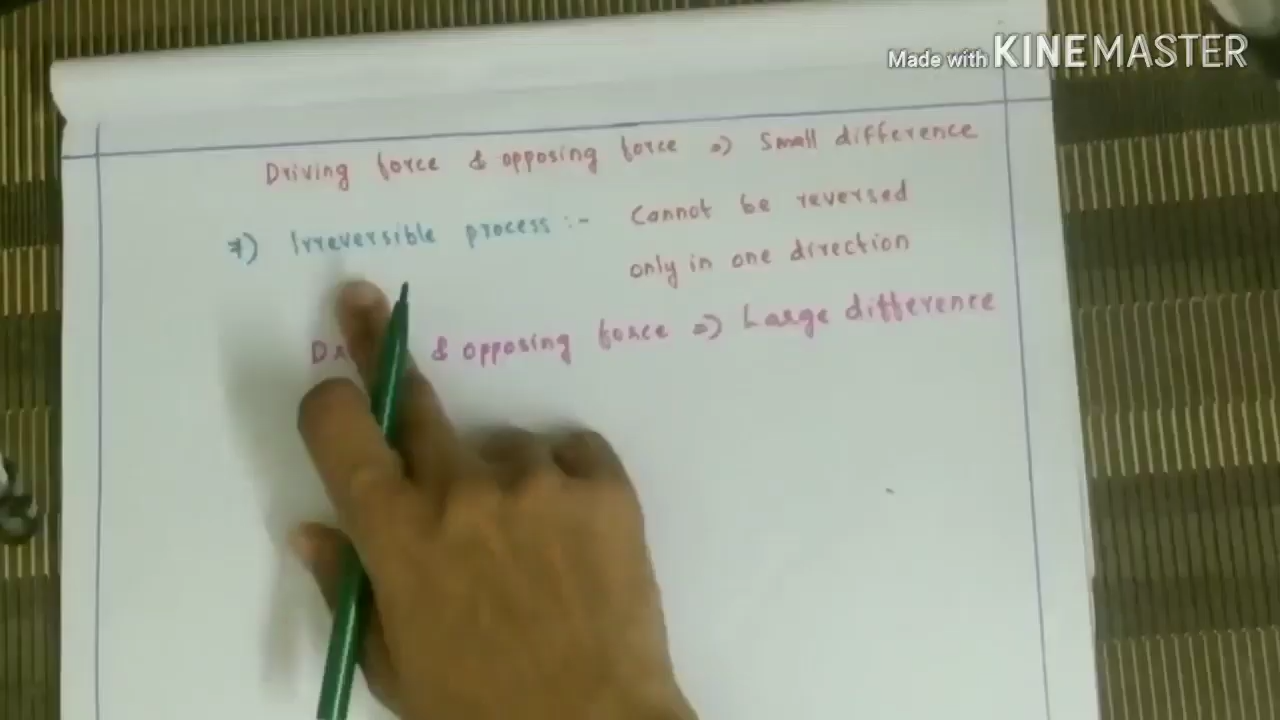 Made with KINEMASTER
Driving force & opposing force => Small difference
7) Irreversible process :- Cannot be reversed
only in one direction
& opposing force => Large difference